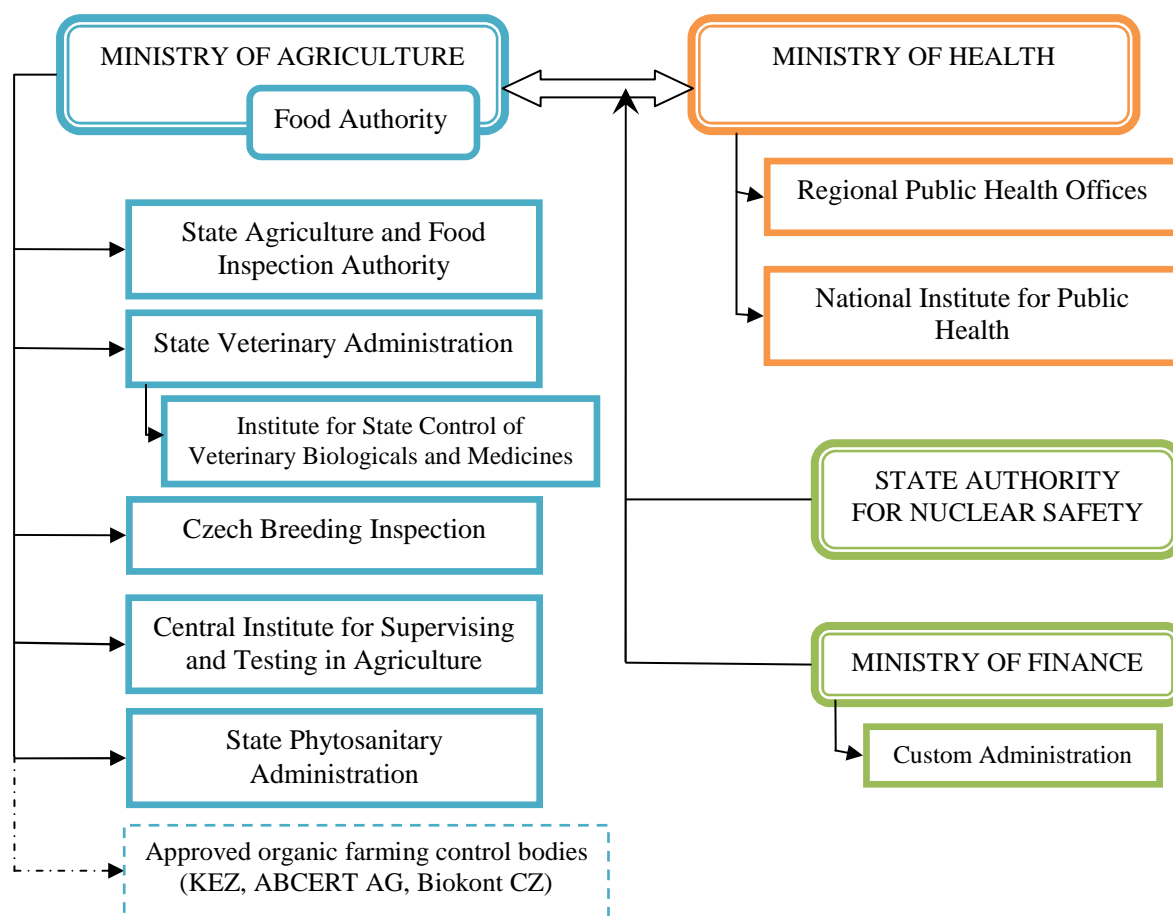 MINISTRY OF AGRICULTURE
Food Authority
State Agriculture and Food
Inspection Authority
State Veterinary Administration
Institute for State Control of
Veterinary Biologicals and Medicines
Czech Breeding Inspection
Central Institute for Supervising
and Testing in Agriculture
State Phytosanitary
Administration
Approved organic farming control bodies
(KEZ, ABCERT AG, Biokont CZ)
MINISTRY OF HEALTH
Regional Public Health Offices
National Institute for Public
Health
STATE AUTHORITY
FOR NUCLEAR SAFETY
MINISTRY OF FINANCE
Custom Administration